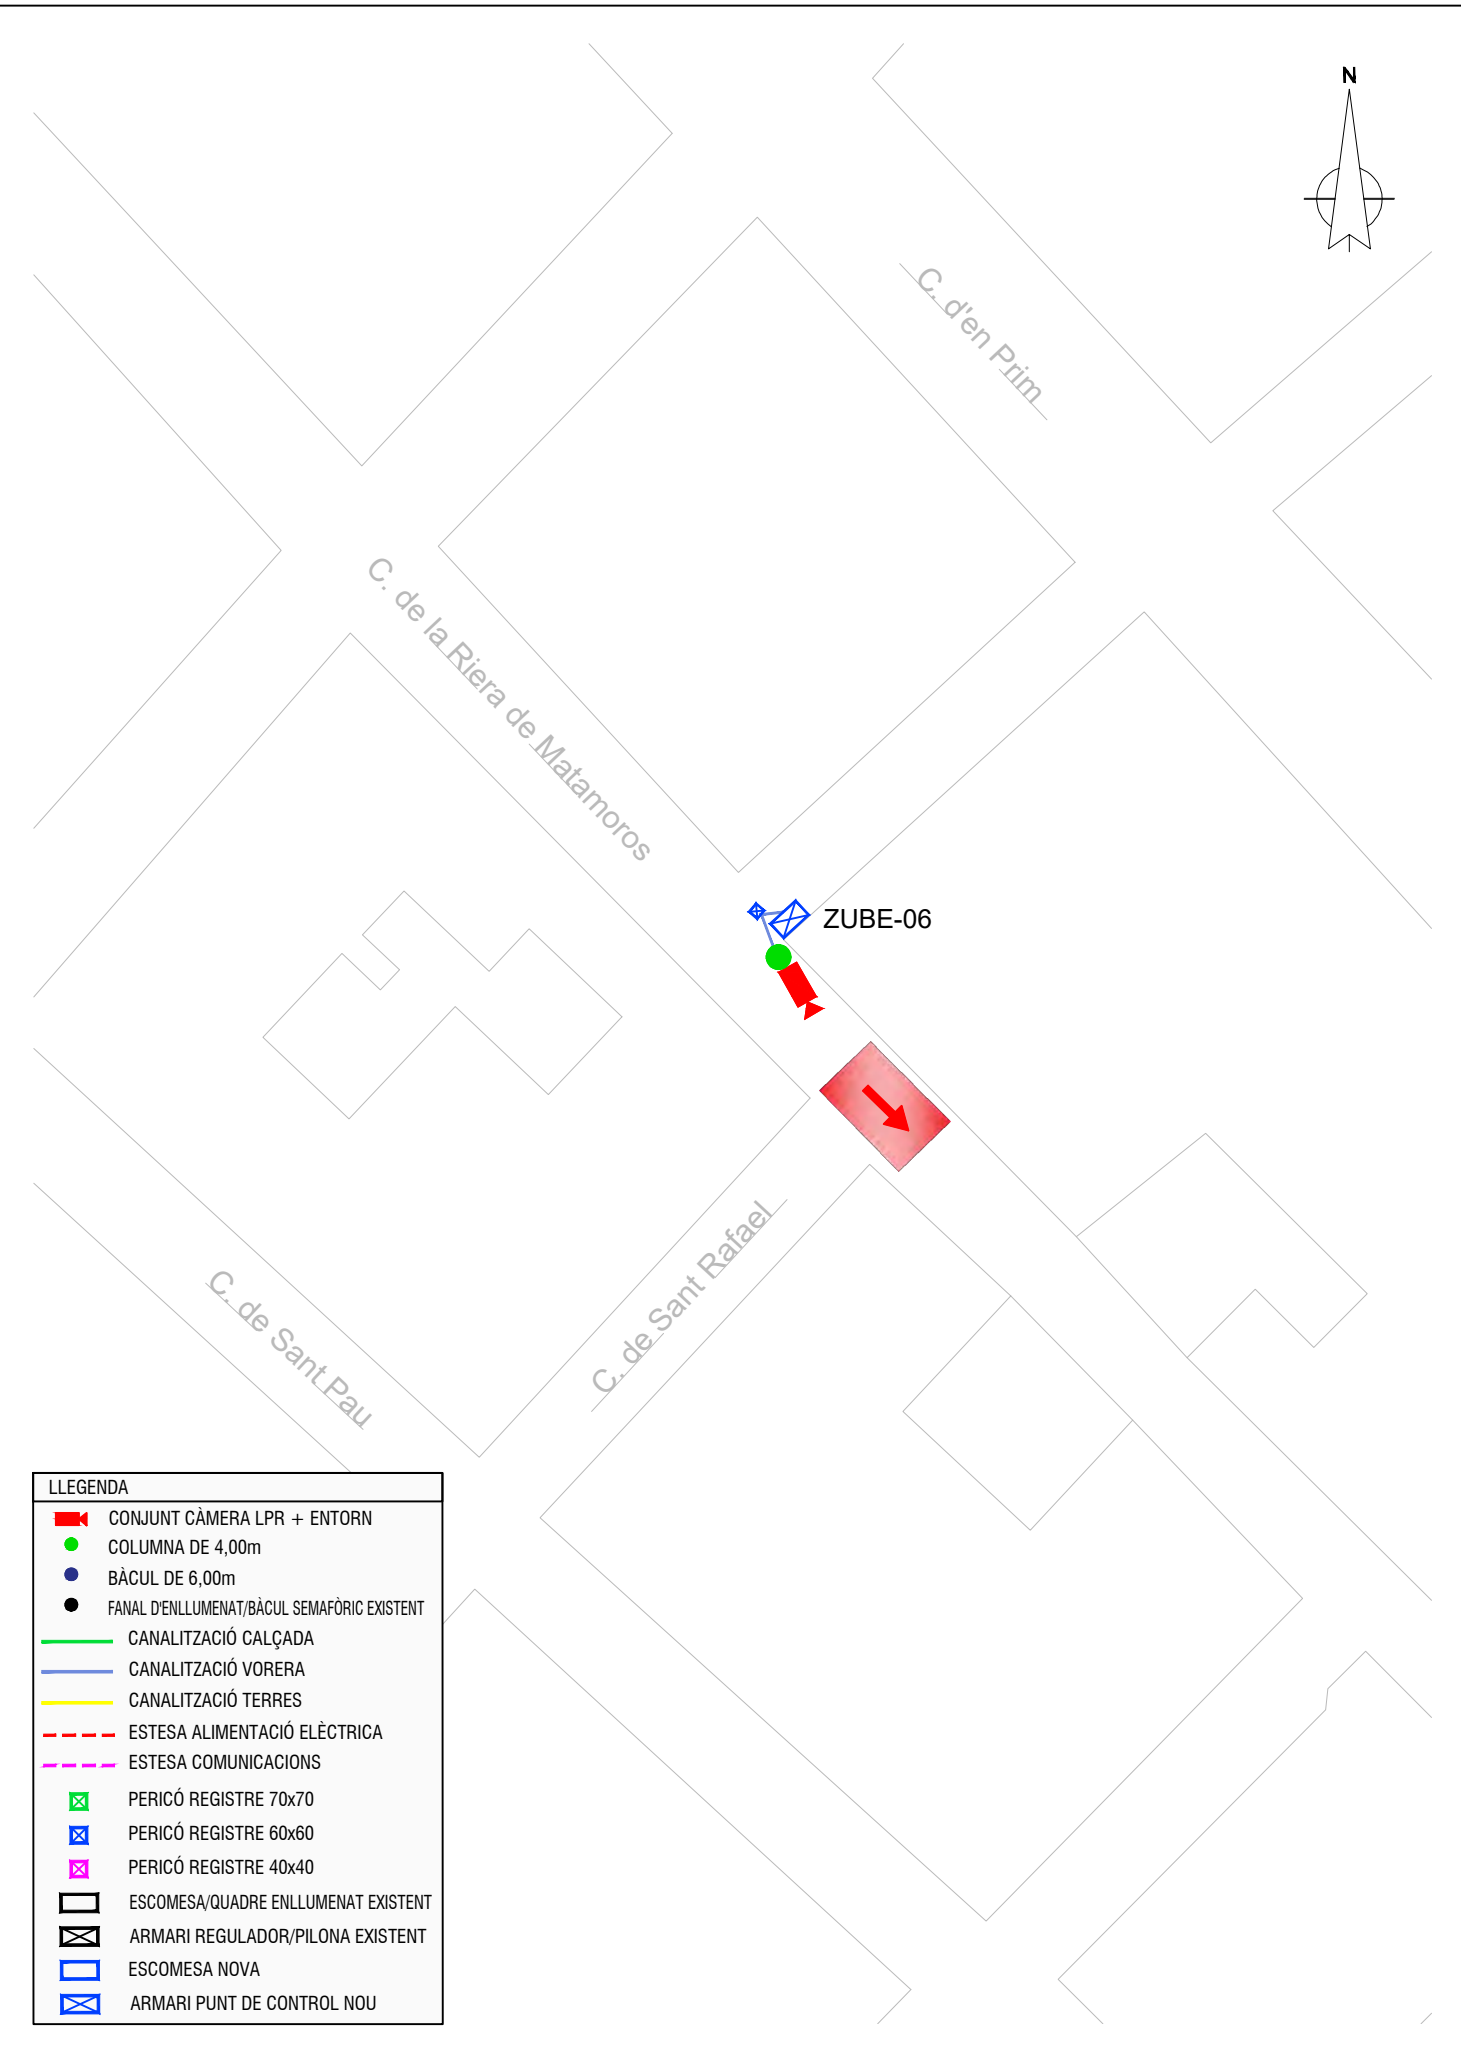 N
C. d'en Prim
C. de la Riera de Matamoros
ZUBE-06
C. de Sant Rafael
C. de Sant Pau
LLEGENDA
CONJUNT CÀMERA LPR + ENTORN
COLUMNA DE 4,00m
BÀCUL DE 6,00m
FANAL D'ENLLUMENAT/BÀCUL SEMAFÒRIC EXISTENT
CANALITZACIÓ CALÇADA
CANALITZACIÓ VORERA
CANALITZACIÓ TERRES
ESTESA ALIMENTACIÓ ELÈCTRICA
ESTESA COMUNICACIONS
PERICÓ REGISTRE 70x70
PERICÓ REGISTRE 60x60
PERICÓ REGISTRE 40x40
ESCOMESA/QUADRE ENLLUMENAT EXISTENT
ARMARI REGULADOR/PILONA EXISTENT
ESCOMESA NOVA
ARMARI PUNT DE CONTROL NOU